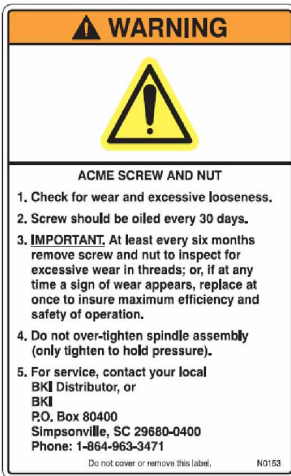 WARNING
ACME SCREW AND NUT
1. Check for wear and excessive looseness.
2. Screw should be oiled every 30 days.
3. IMPORTANT. At least every six months
remove screw and nut to inspect for
excessive wear in threads; or, if at any
time a sign of wear appears, replace at
once to insure maximum efficiency and
safety of operation.
4. Do not over-tighten spindle assembly
(only tighten to hold pressure).
5. For service, contact your local
BKI Distributor, or
BKI
P.O. Box 80400
Simpsonville, SC 29680-0400
Phone: 1-864-963-3471
Do not cover or remove this label. N0153